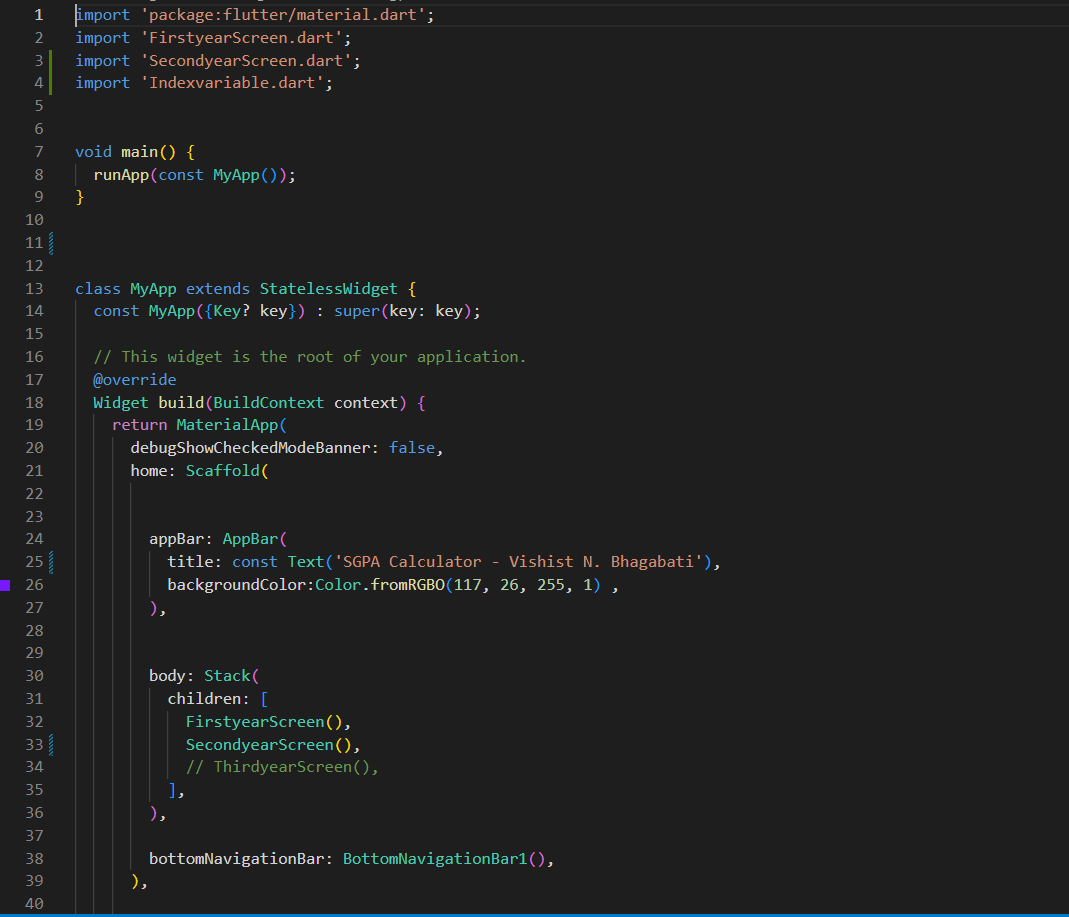 1 import 'package:flutter/material.dart';
2 import 'FirstyearScreen.dart';
3 import 'SecondyearScreen.dart';
4 import 'Indexvariable.dart';
5
6
7 void main() {
8   runApp(const MyApp());
9 }
10
11
12
13 class MyApp extends StatelessWidget {
14   const MyApp({Key? key}) : super(key: key);
15
16   // This widget is the root of your application.
17   @override
18   Widget build(BuildContext context) {
19     return MaterialApp(
20       debugShowCheckedModeBanner: false,
21       home: Scaffold(
22
23
24         appBar: AppBar(
25           title: const Text('SGPA Calculator - Vishist N. Bhagabati'),
26           backgroundColor:Color.fromRGBO(117, 26, 255, 1) ,
27         ),
28
29
30         body: Stack(
31           children: [
32             FirstyearScreen(),
33             SecondyearScreen(),
34             // ThirdyearScreen(),
35           ],
36         ),
37
38         bottomNavigationBar: BottomNavigationBar1(),
39       ),
40